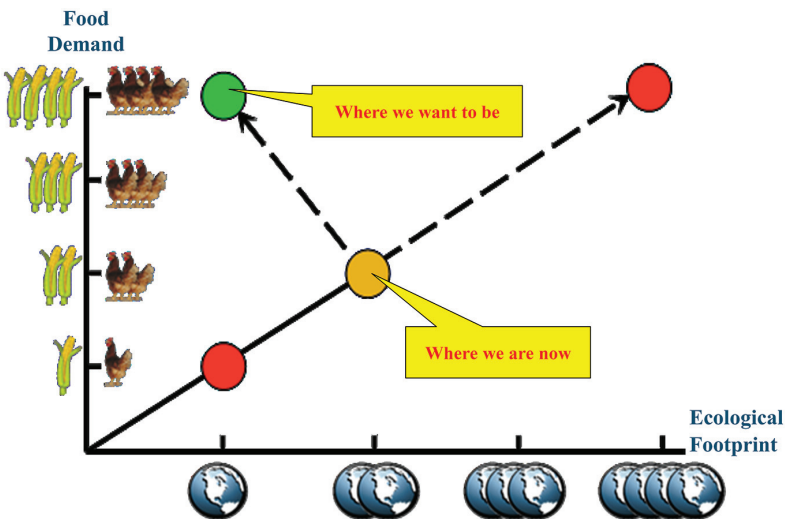 Food
Demand
Where we want to be
Where we are now
Ecological
Footprint